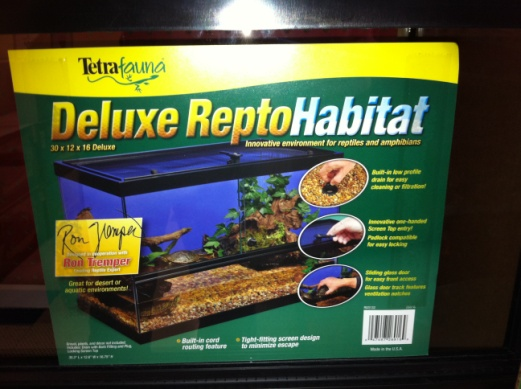 Tetrafauna
Deluxe ReptoHabitat
30 x 12 x 16 Deluxe
Innovative environment for reptiles and amphibians
Built-in low profile
drain for easy
cleaning or filtration!
Innovative one-handed
Screen Top entry!
Padlock compatible
for easy locking
Ron Tremper
with
Ron Tremper
Reptile Expert
Great for desert or
aquatic environments!
Sliding glass door
for easy front access
Glass door track features
ventilation notches
• Built-in cord
routing feature
• Tight-fitting screen design
to minimize escape
Made in the U.S.A.